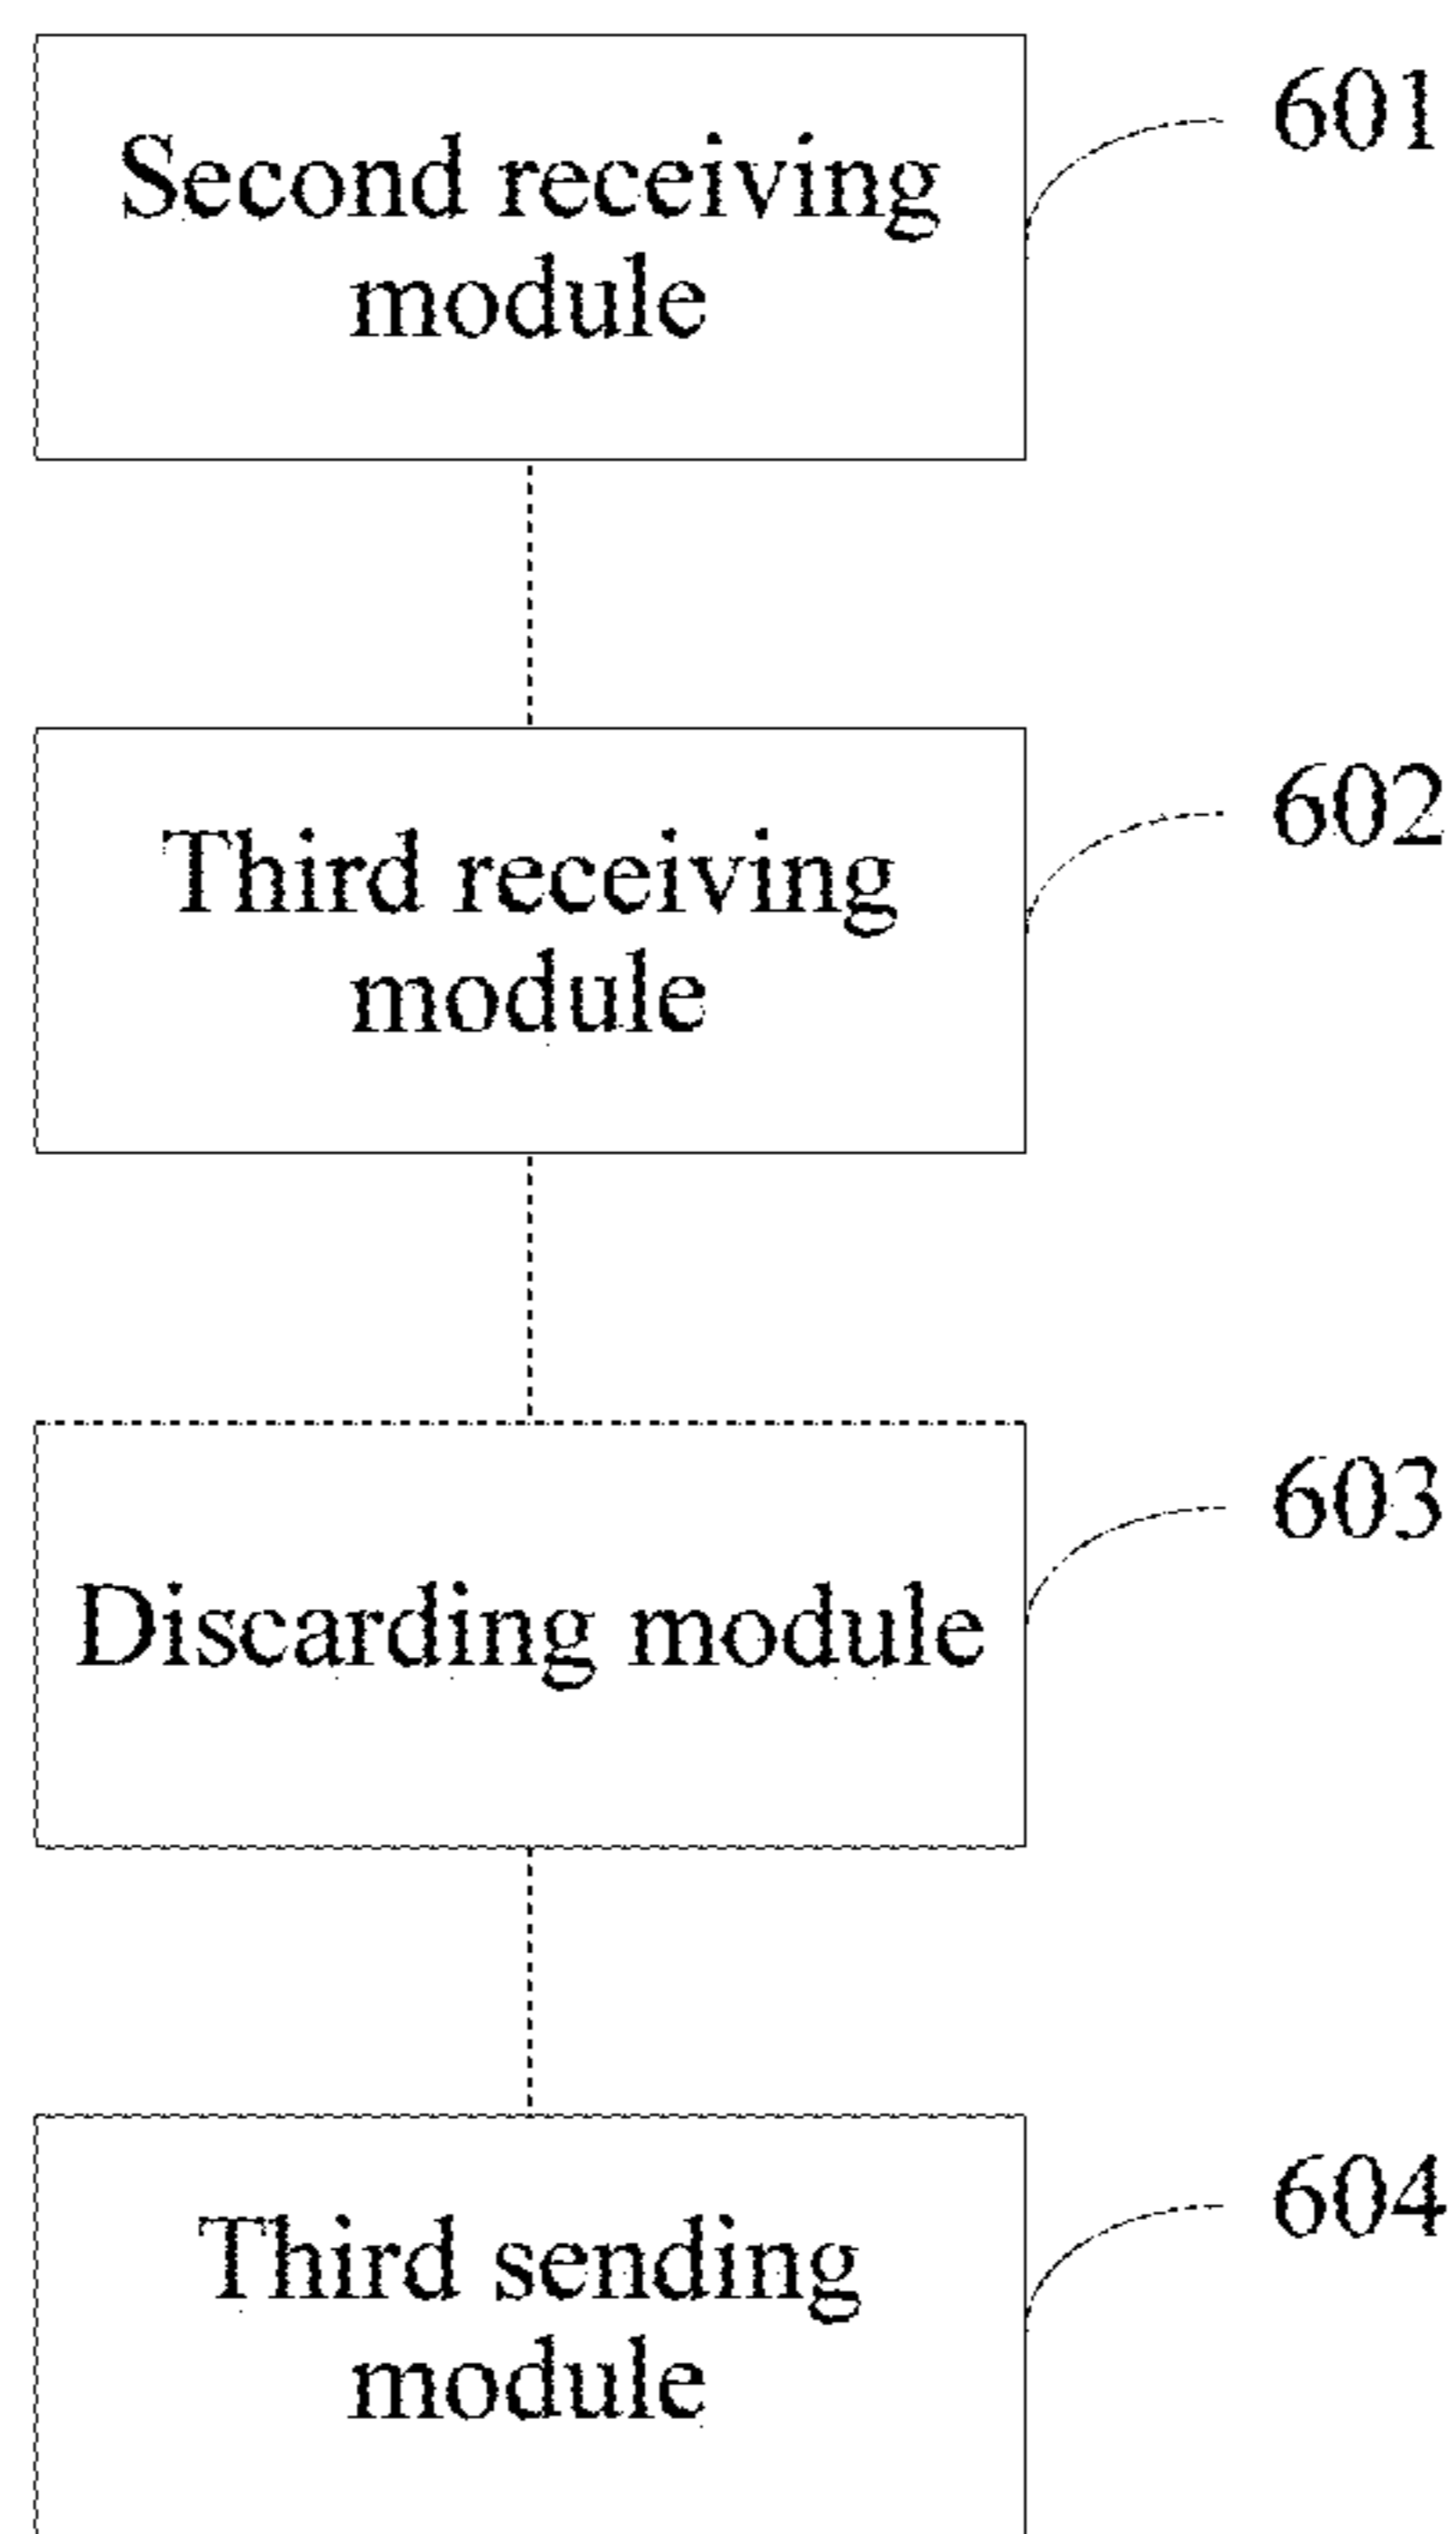 Second receiving
module
601
Third receiving
module
602
Discarding module
603
Third sending
module
604